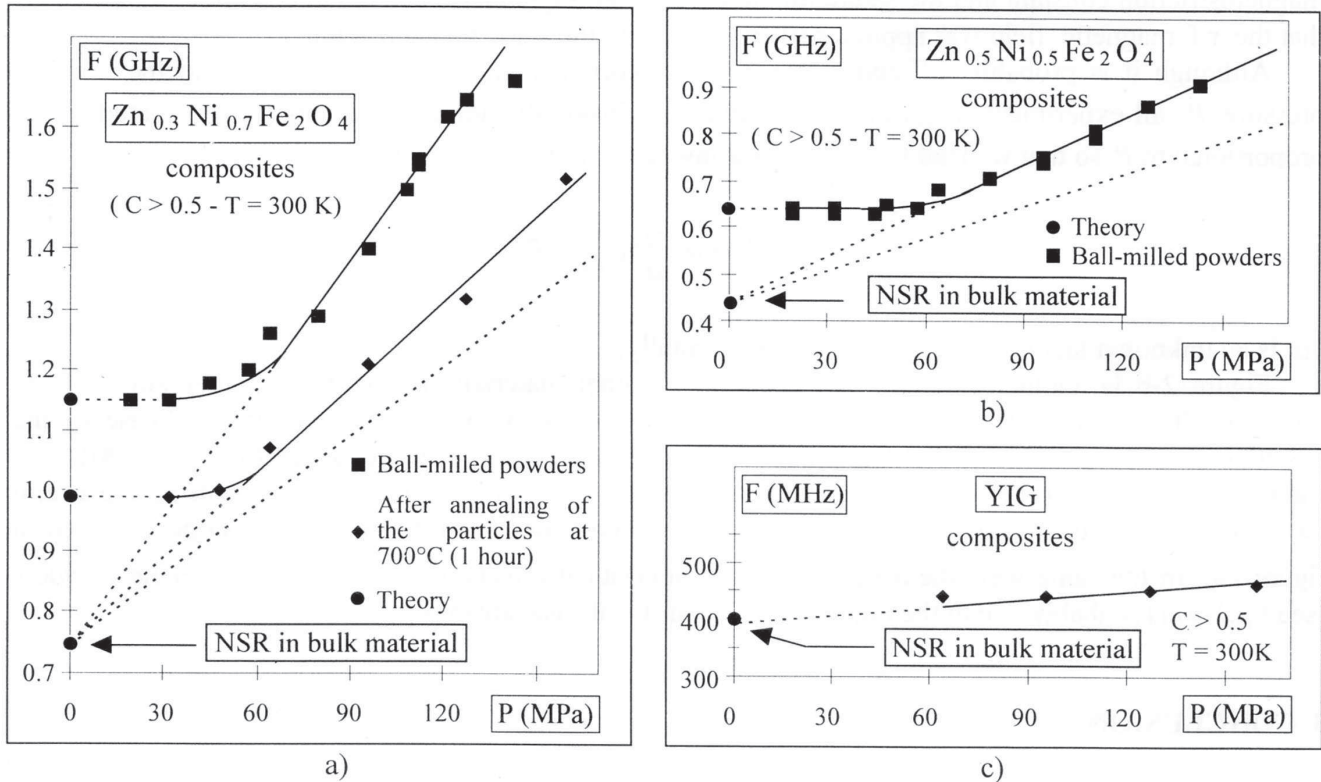 F (GHz)
Zn 0.3 Ni 0.7 Fe 2 O 4
composites
( C > 0.5 - T = 300 K)
1.6
1.5
1.4
1.3
1.2
1.1
1.0
0.9
0.8
0.7
■ Ball-milled powders
After annealing of
◆ the particles at
700°C (1 hour)
● Theory
NSR in bulk material
0 30 60 90 120 P (MPa)
a)
F (GHz)
Zn 0.5 Ni 0.5 Fe 2 O 4
composites
( C > 0.5 - T = 300 K)
0.9
0.8
0.7
0.6
0.5
0.4
● Theory
■ Ball-milled powders
NSR in bulk material
0 30 60 90 120 P (MPa)
b)
F (MHz) YIG
composites
500
400
300
C > 0.5
T = 300K
NSR in bulk material
0 30 60 90 120 P (MPa)
c)